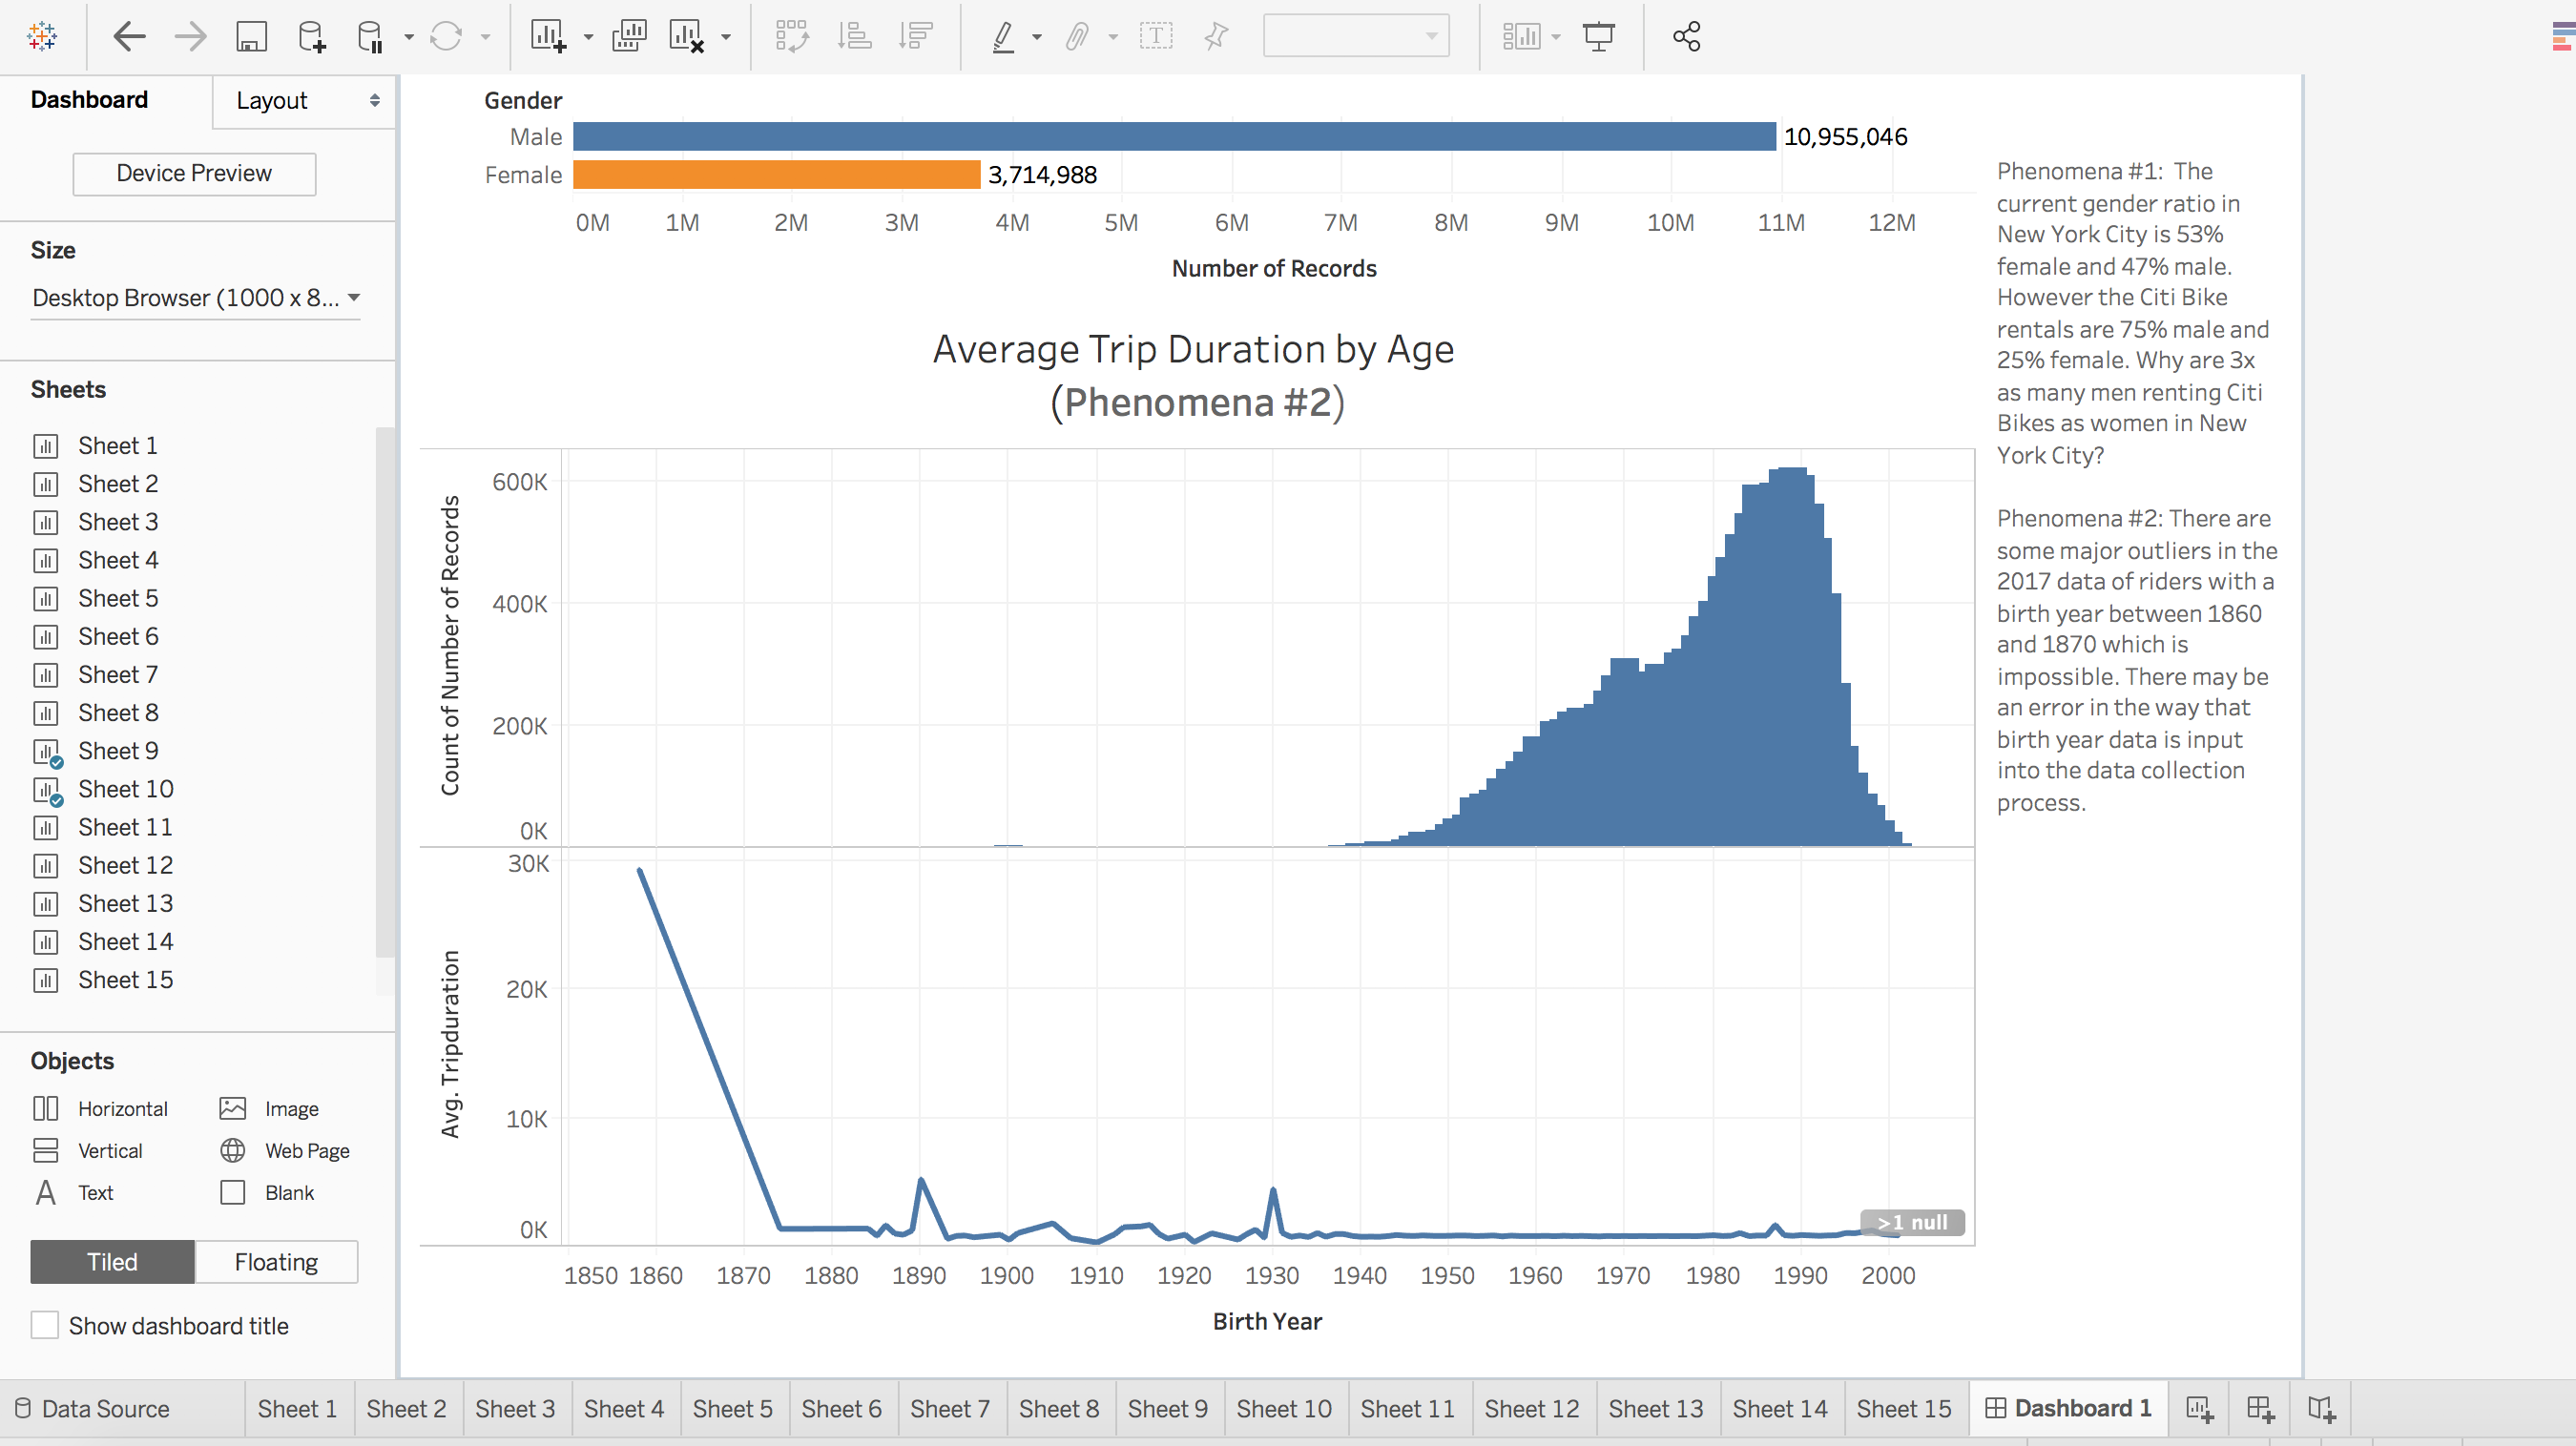 Dashboard
Layout
Device Preview
Size
Desktop Browser (1000 x 8...
Sheets
Sheet 1
Sheet 2
Sheet 3
Sheet 4
Sheet 5
Sheet 6
Sheet 7
Sheet 8
Sheet 9
Sheet 10
Sheet 11
Sheet 12
Sheet 13
Sheet 14
Sheet 15
Objects
Horizontal Image
Vertical Web Page
A Text Blank
Tiled Floating
Show dashboard title
Gender
Male 10,955,046
Female 3,714,988
0M 1M 2M 3M 4M 5M 6M 7M 8M 9M 10M 11M 12M
Number of Records
Average Trip Duration by Age
(Phenomena #2)
Count of Number of Records
600K
400K
200K
0K
Avg. Tripduration
30K
20K
10K
0K
>1 null
1850 1860 1870 1880 1890 1900 1910 1920 1930 1940 1950 1960 1970 1980 1990 2000
Birth Year
Phenomena #1: The
current gender ratio in
New York City is 53%
female and 47% male.
However the Citi Bike
rentals are 75% male and
25% female. Why are 3x
as many men renting Citi
Bikes as women in New
York City?
Phenomena #2: There are
some major outliers in the
2017 data of riders with a
birth year between 1860
and 1870 which is
impossible. There may be
an error in the way that
birth year data is input
into the data collection
process.
Data Source Sheet 1 Sheet 2 Sheet 3 Sheet 4 Sheet 5 Sheet 6 Sheet 7 Sheet 8 Sheet 9 Sheet 10 Sheet 11 Sheet 12 Sheet 13 Sheet 14 Sheet 15 Dashboard 1